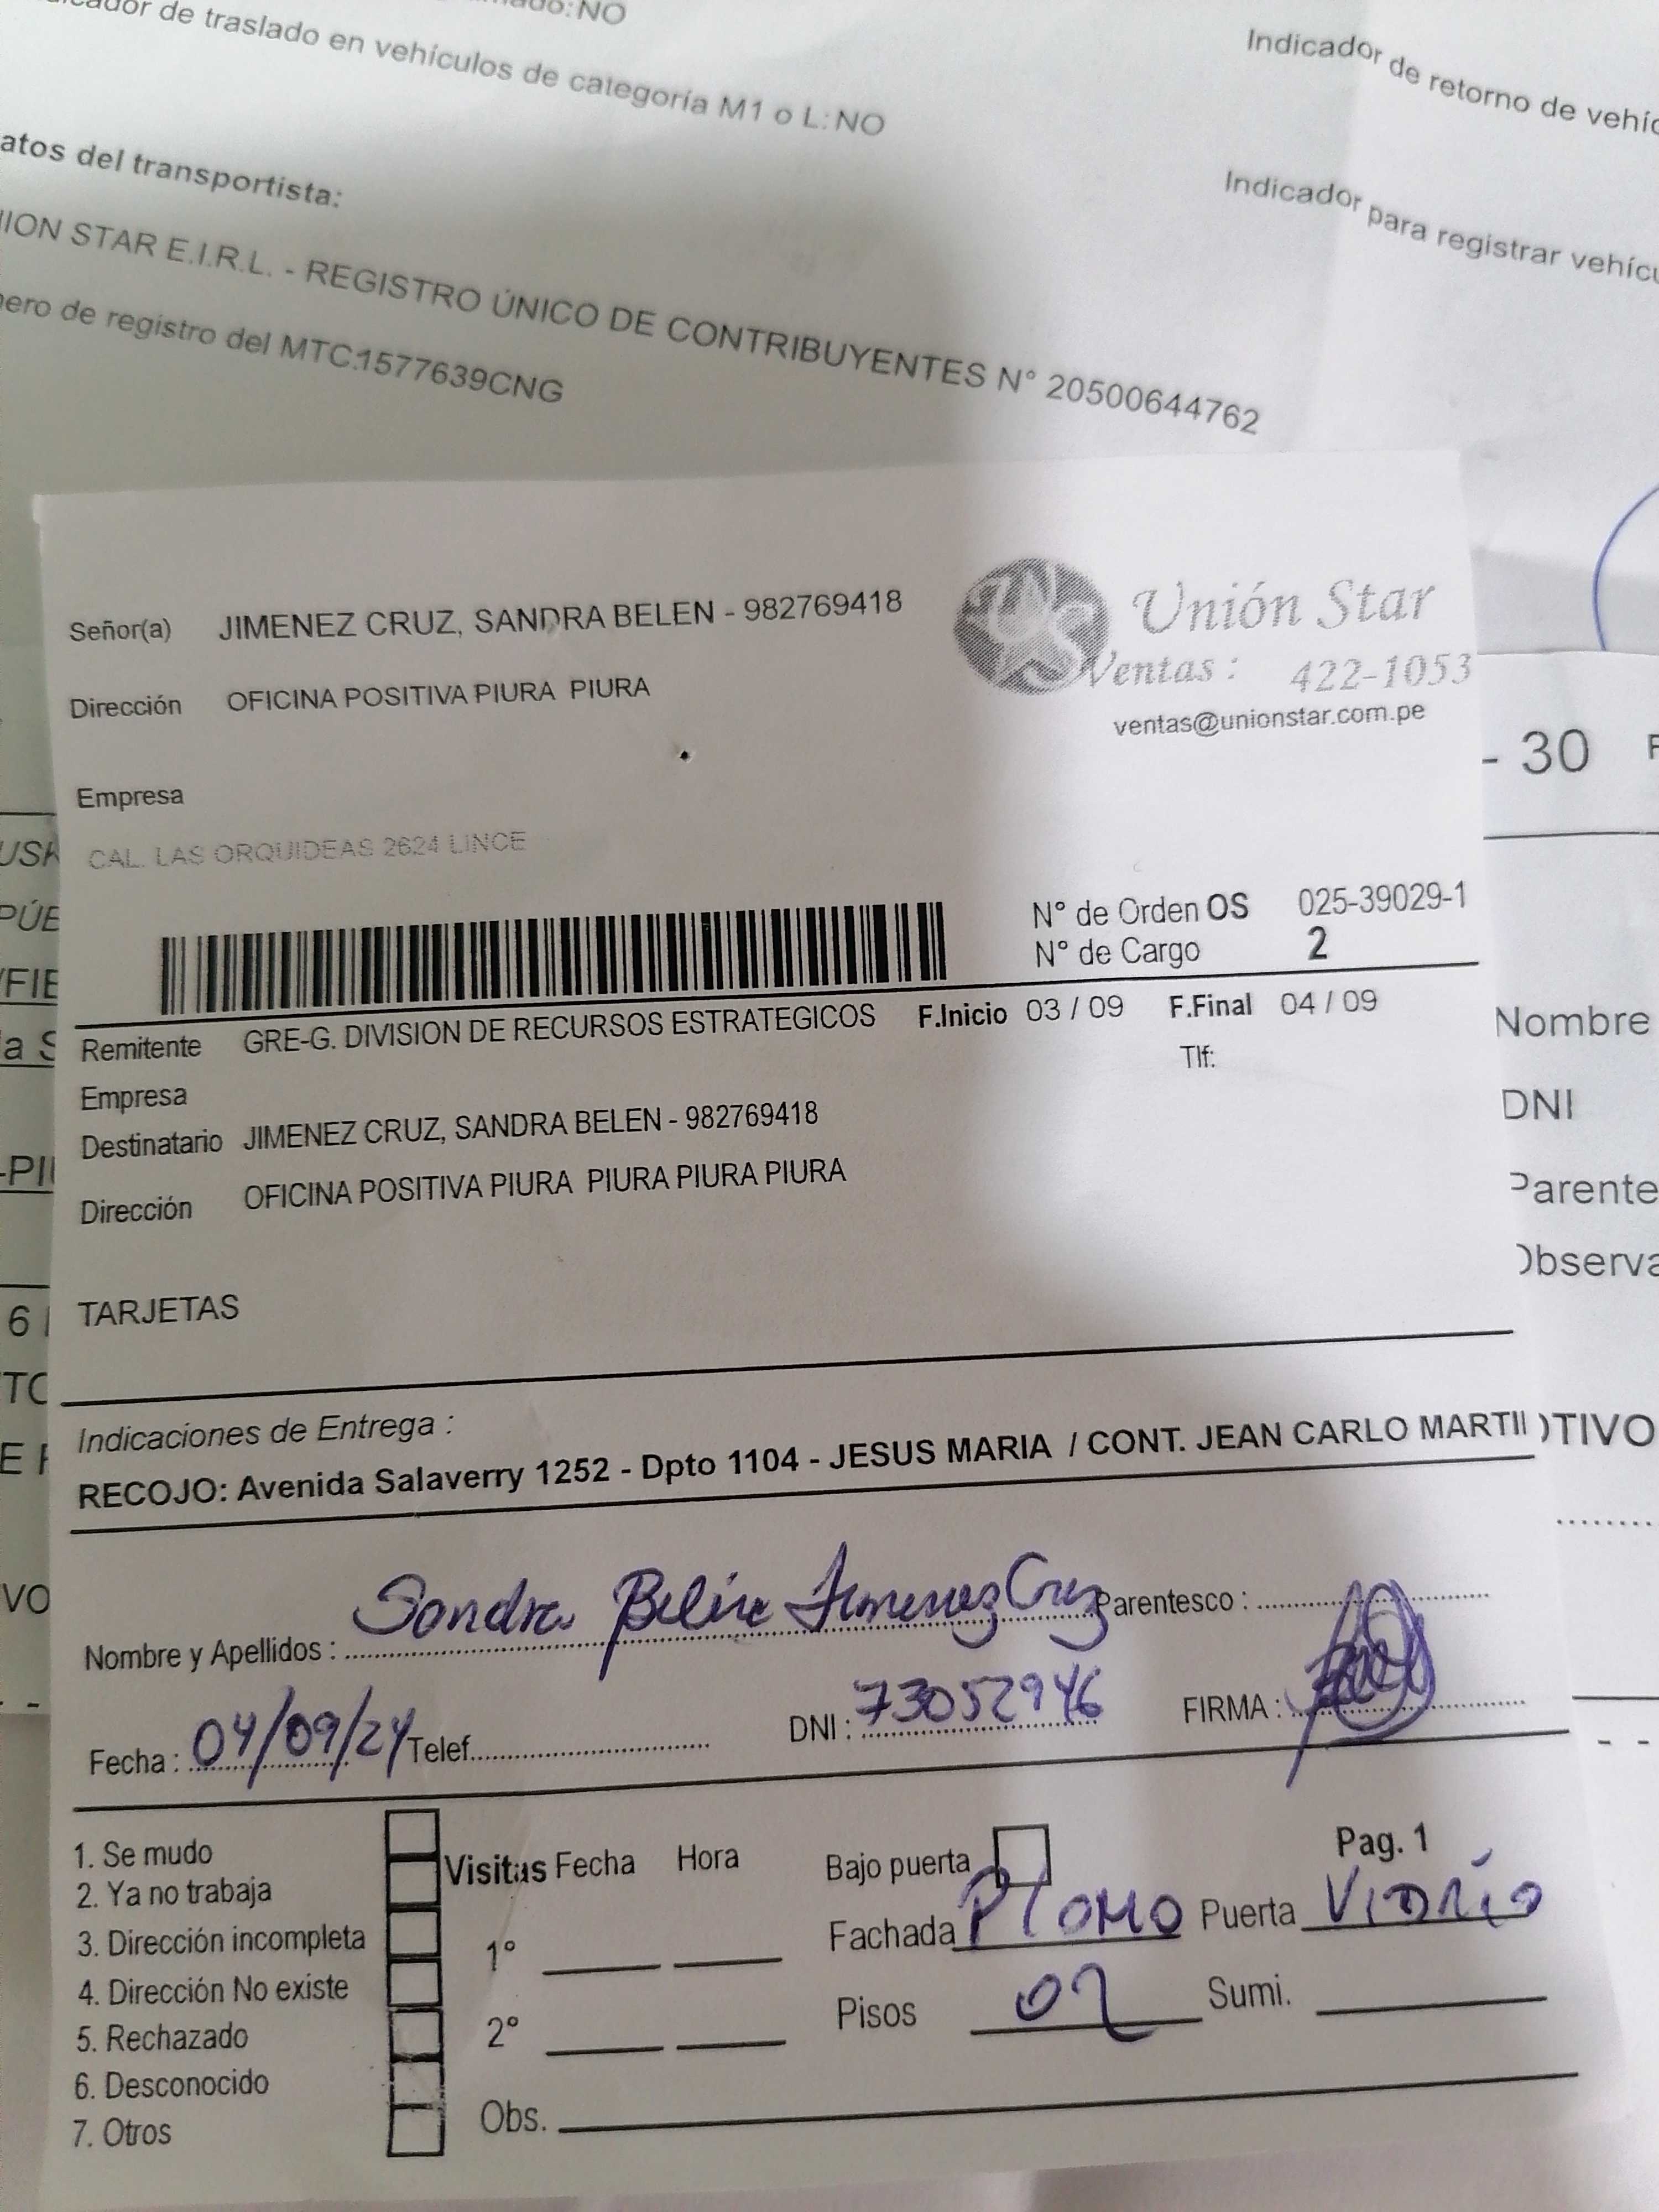 do:NO
de traslado en vehículos de categoría M1 o L:NO
Indicador de retorno de
Indicador para registrar
atos del transportista:
ION STAR E.I.R.L. - REGISTRO ÚNICO DE CONTRIBUYENTES N° 20500644762
ero de registro del MTC:1577639CNG
Señor(a) JIMENEZ CRUZ, SANDRA BELEN - 982769418
Unión Star
Dirección OFICINA POSITIVA PIURA PIURA
Ventas : 422-1053
ventas@unionstar.com.pe
- 30
Empresa
CAL. LAS ORQUIDEAS 2624 LINCE
N° de Orden OS 025-39029-1
N° de Cargo 2
Remitente GRE-G. DIVISION DE RECURSOS ESTRATEGICOS F.Inicio 03 / 09 F.Final 04 / 09
Tlf:
Nombre
Empresa
DNI
Destinatario JIMENEZ CRUZ, SANDRA BELEN - 982769418
Dirección OFICINA POSITIVA PIURA PIURA PIURA PIURA
Parente
Observa
TARJETAS
Indicaciones de Entrega :
RECOJO: Avenida Salaverry 1252 - Dpto 1104 - JESUS MARIA / CONT. JEAN CARLO MARTII
OTIVO
Nombre y Apellidos : Sandra Belén Jimenez Cruz Parentesco :
Fecha : 04/09/24 Telef. DNI : 73052946 FIRMA :
1. Se mudo
2. Ya no trabaja
3. Dirección incompleta
4. Dirección No existe
5. Rechazado
6. Desconocido
7. Otros
Visitas Fecha Hora
1°
2°
Obs.
Bajo puerta
Pag. 1
Fachada Plomo Puerta Vidrio
Pisos 02 Sumi.